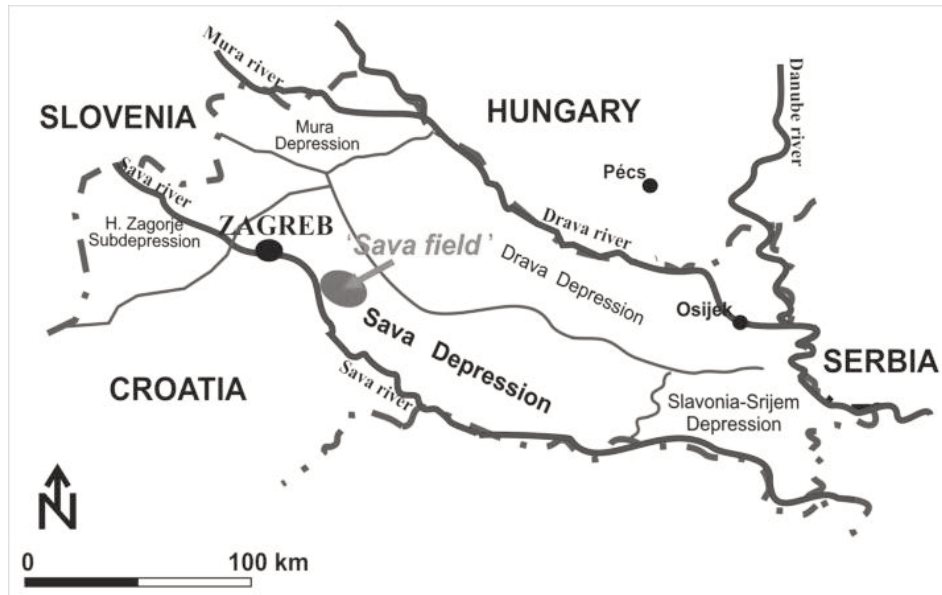 Mura river
SLOVENIA
HUNGARY
Danube river
Mura
Depression
Pécs
Sava river
H. Zagorje
Subdepression
ZAGREB
'Sava field'
Drava river
Drava Depression
Osijek
Sava Depression
SERBIA
CROATIA
Sava river
Slavonia-Srijem
Depression
N
0 100 km